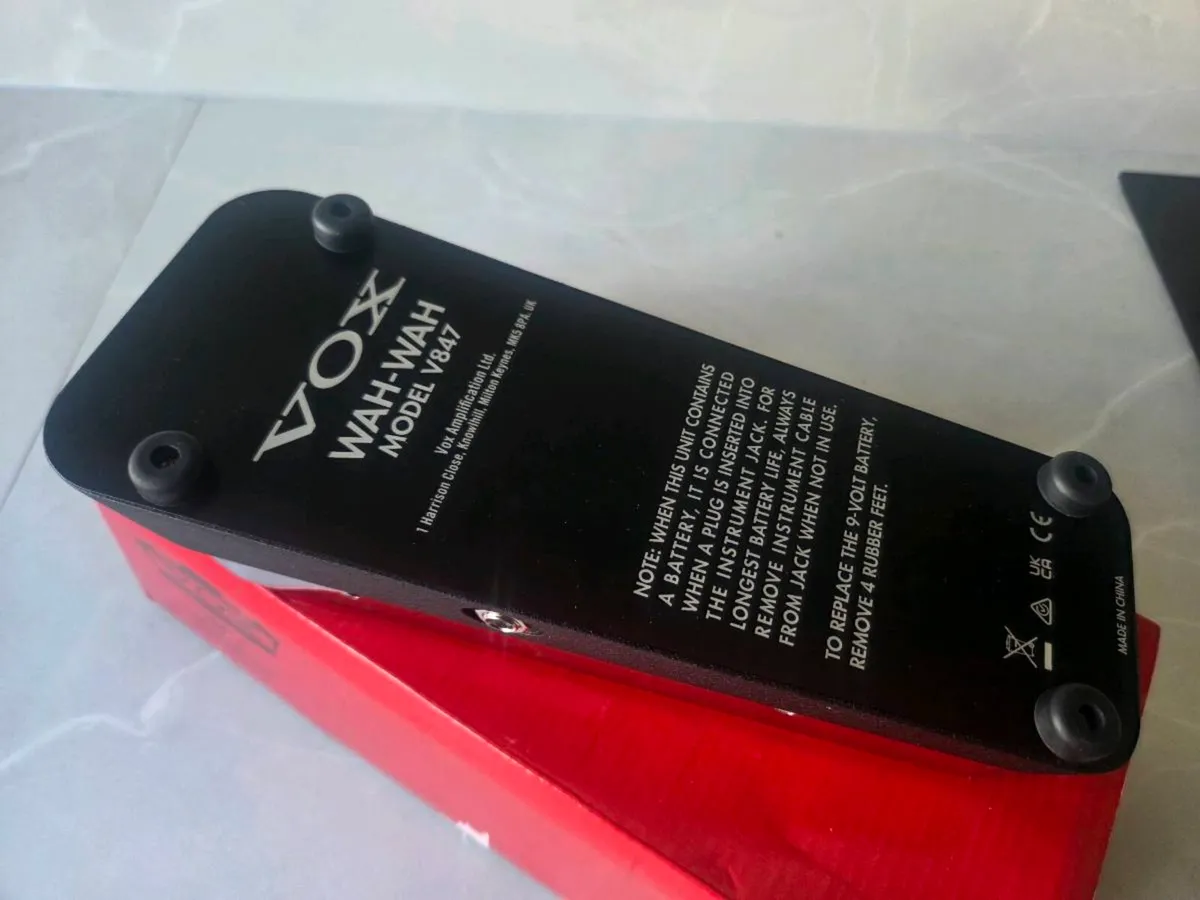 VOX
WAH-WAH
MODEL V847
Vox Amplification Ltd.
1 Harrison Close, Knowlhill, Milton Keynes, MK5 8PA. UK
NOTE: WHEN THIS UNIT CONTAINS
A BATTERY, IT IS CONNECTED
WHEN A PLUG IS INSERTED INTO
THE INSTRUMENT JACK. FOR
LONGEST BATTERY LIFE, ALWAYS
REMOVE INSTRUMENT CABLE
FROM JACK WHEN NOT IN USE.
TO REPLACE THE 9-VOLT BATTERY,
REMOVE 4 RUBBER FEET.
UK
CA
CE
MADE IN CHINA